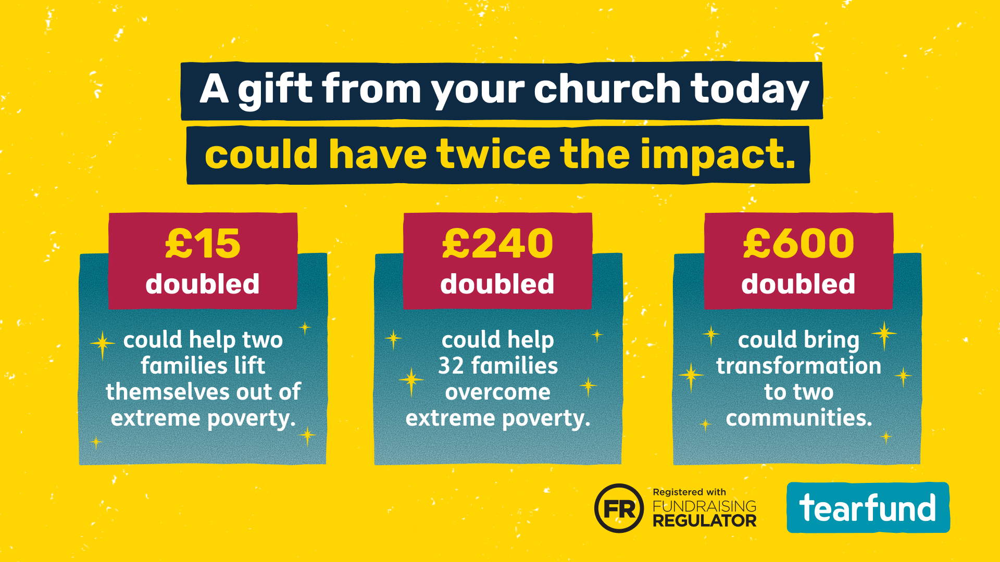 A gift from your church today
could have twice the impact.
£15
doubled
could help two
families lift
themselves out of
extreme poverty.
£240
doubled
could help
32 families
overcome
extreme poverty.
£600
doubled
could bring
transformation
to two
communities.
FR
Registered with
FUNDRAISING
REGULATOR
tearfund